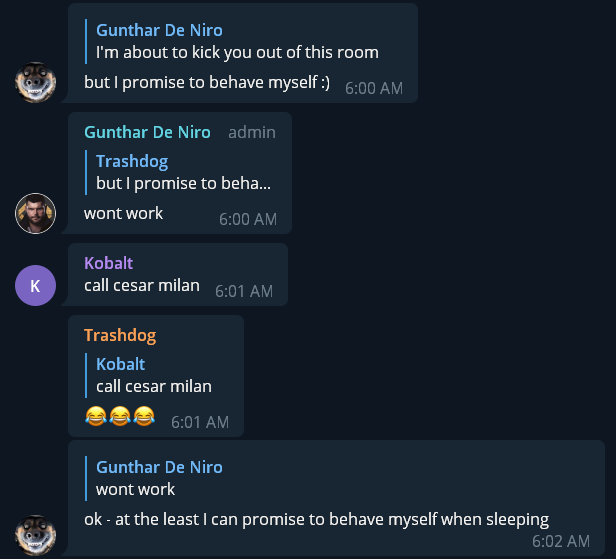 Gunthar De Niro
I'm about to kick you out of this room
but I promise to behave myself :) 6:00 AM
Gunthar De Niro admin
Trashdog
but I promise to beha...
wont work 6:00 AM
Kobalt
K
call cesar milan 6:01 AM
Trashdog
Kobalt
call cesar milan
😂😂😂 6:01 AM
Gunthar De Niro
wont work
ok - at the least I can promise to behave myself when sleeping
6:02 AM